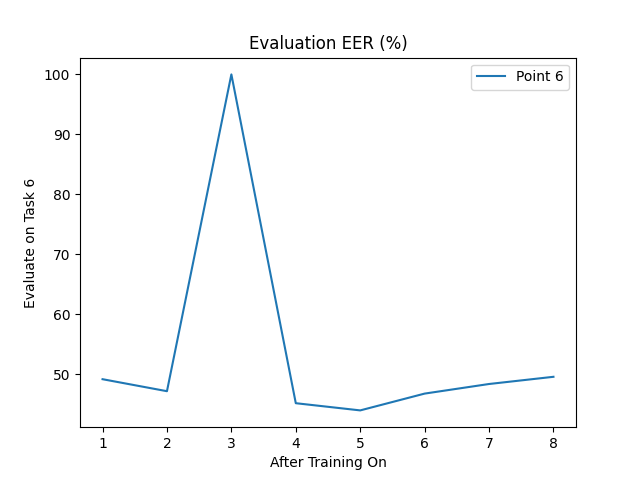 Evaluation EER (%)
Point 6
100
90
80
70
60
50
Evaluate on Task 6
1 2 3 4 5 6 7 8
After Training On